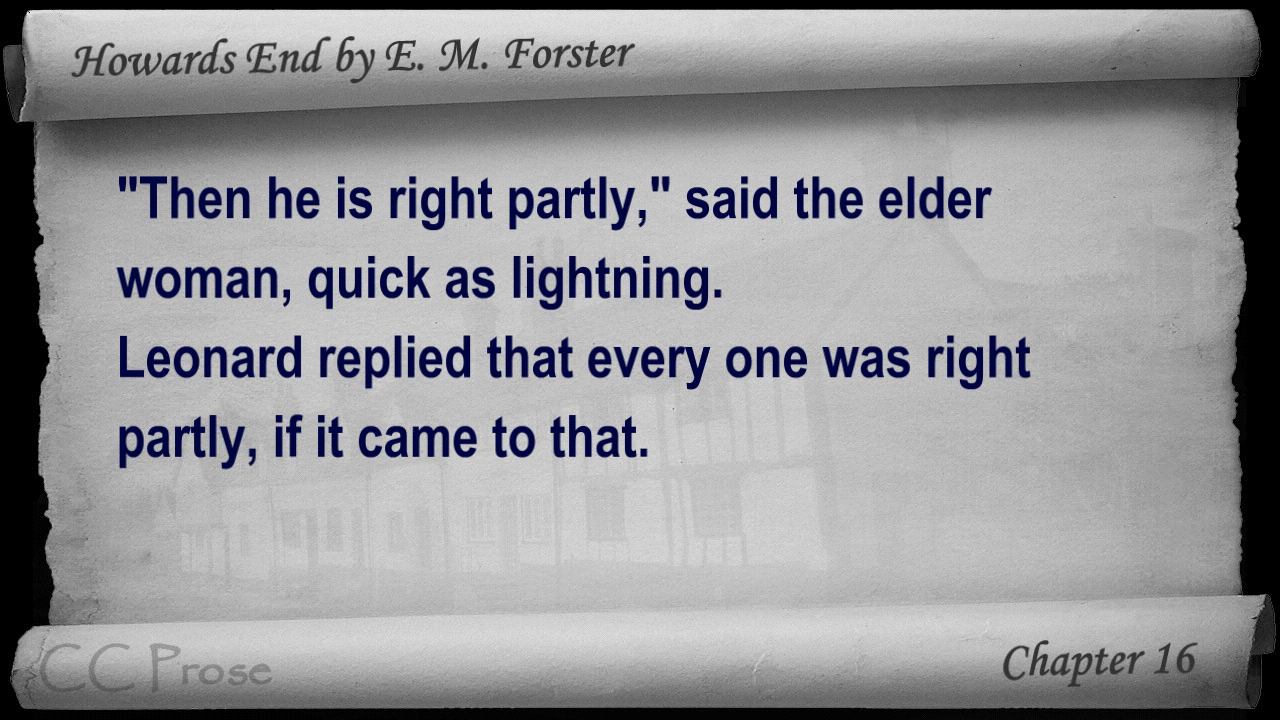 Howards End by E. M. Forster
"Then he is right partly," said the elder
woman, quick as lightning.
Leonard replied that every one was right
partly, if it came to that.
CC Prose
Chapter 16